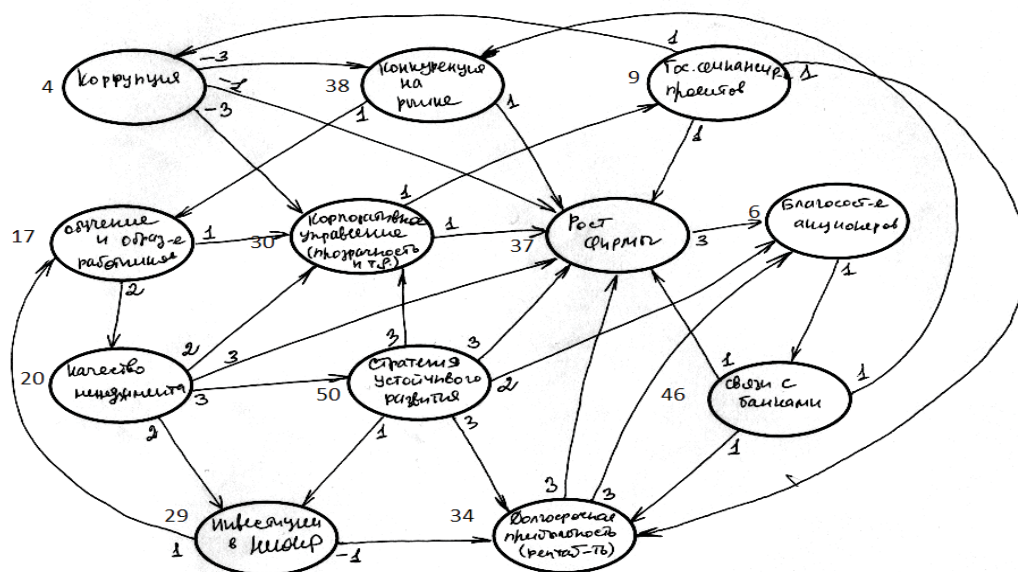 1
1
4
Коррупция
-3
-3
38
Конкуренция
на
рынке
1
1
9
Гос.
проектов
1
1
17
обучение
и
работников
1
2
30
Корпоративное
управление
(прозрачность
и т.д.)
1
1
37
Рост
фирмы
3
6
Благосост-е
акционеров
1
20
Качество
менеджмента
2
3
3
2
50
Стратегия
устойчивого
развития
3
3
2
3
1
46
связи с
банками
1
1
1
29
Инвестиции
в НИОКР
1
-1
34
Долгосрочная
прибыльность
(рентаб-ть)
3
3